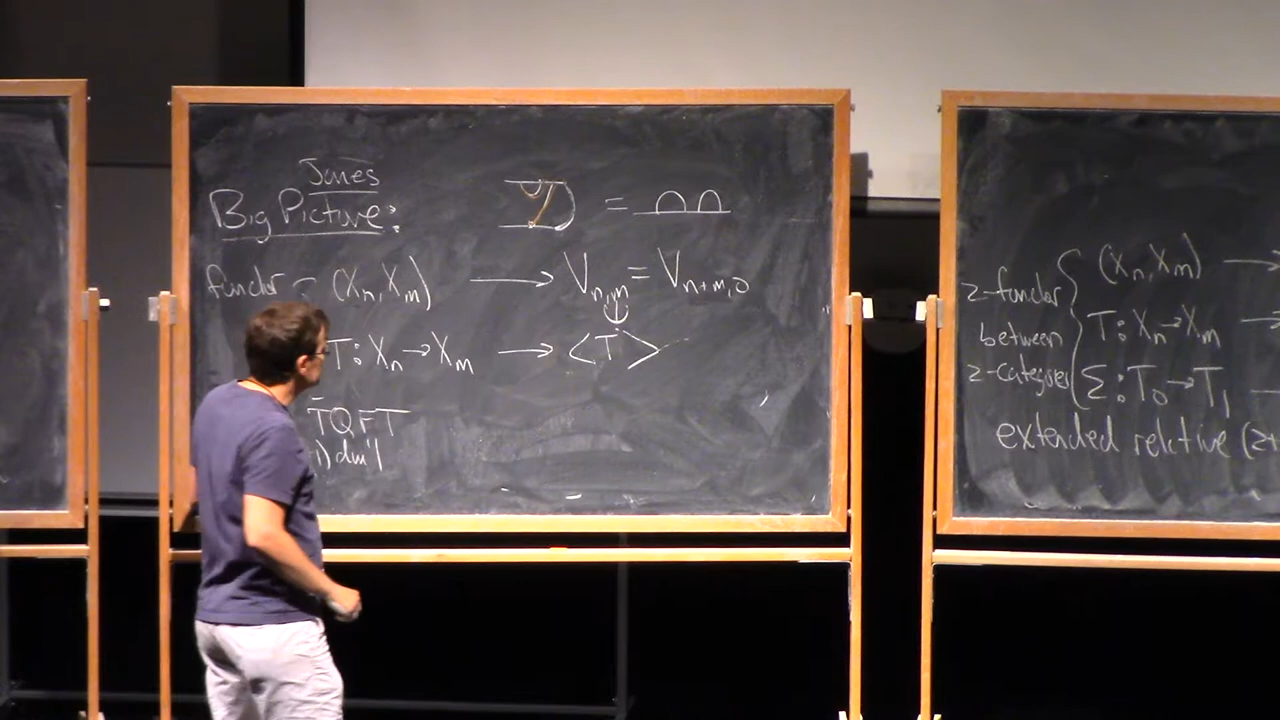 Jones
Big Picture:
=
functor - (Xₙ, Xₘ) → Vₙ,ₘ = Vₙ₊ₘ,₀
T: Xₙ → Xₘ → <T>
TQFT
1) dim'l
2-functor
between
2-categories
(Xₙ, Xₘ) →
T: Xₙ → Xₘ →
Σ: T₀ → T₁
extended relative (2+